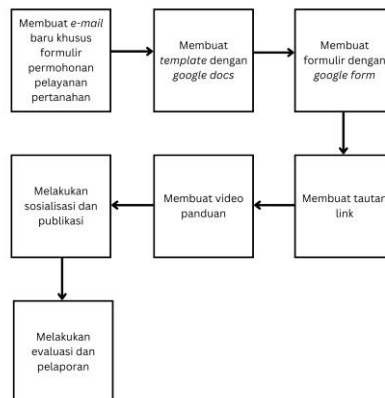 Membuat e-mail
baru khusus
formulir
permohonan
pelayanan
pertanahan
Membuat
template dengan
google docs
Membuat
formulir dengan
google form
Membuat tautan
link
Membuat video
panduan
Melakukan
sosialisasi dan
publikasi
Melakukan
evaluasi dan
pelaporan